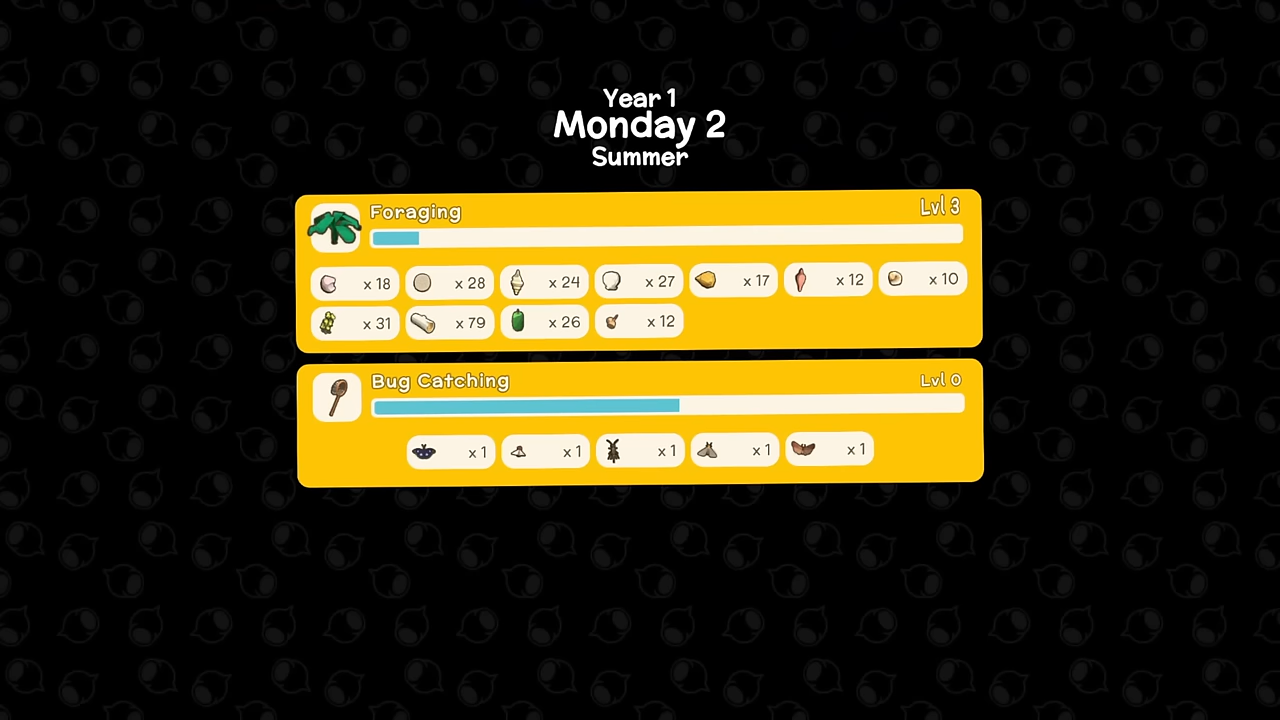 Year 1
Monday 2
Summer
Foraging Lvl 3
x 18 x 28 x 24 x 27 x 17 x 12 x 10
x 31 x 79 x 26 x 12
Bug Catching Lvl 0
x 1 x 1 x 1 x 1 x 1